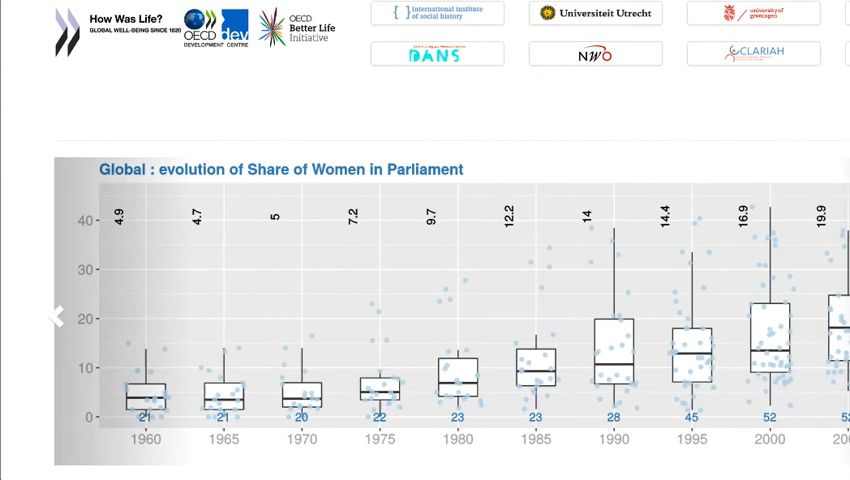 How Was Life?
GLOBAL WELL-BEING SINCE 1820
OECD
DEVELOPMENT CENTRE
dev
OECD
Better Life
Initiative
international institute
of social history
Universiteit Utrecht
university of
groningen
DANS
NWO
CLARIAH
Global : evolution of Share of Women in Parliament
4.9 4.7 5 7.2 9.7 12.2 14 14.4 16.9 19.9
40
30
20
10
0
21 21 20 22 23 23 28 45 52
1960 1965 1970 1975 1980 1985 1990 1995 2000